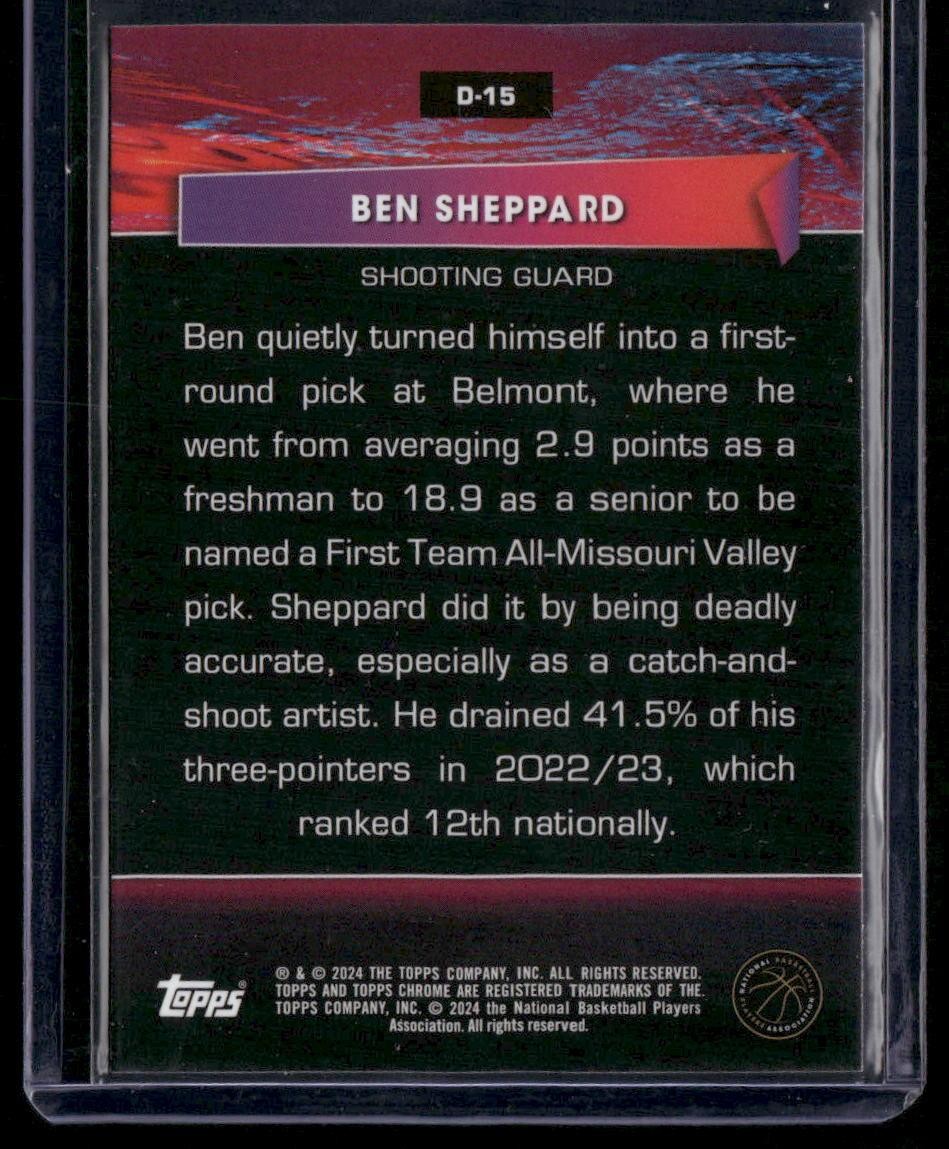 D-15
BEN SHEPPARD
SHOOTING GUARD
Ben quietly turned himself into a first-
round pick at Belmont, where he
went from averaging 2.9 points as a
freshman to 18.9 as a senior to be
named a First Team All-Missouri Valley
pick. Sheppard did it by being deadly
accurate, especially as a catch-and-
shoot artist. He drained 41.5% of his
three-pointers in 2022/23, which
ranked 12th nationally.
topps®
® & © 2024 THE TOPPS COMPANY, INC. ALL RIGHTS RESERVED.
TOPPS AND TOPPS CHROME ARE REGISTERED TRADEMARKS OF THE.
TOPPS COMPANY, INC. © 2024 the National Basketball Players
Association. All rights reserved.
NATIONAL BASKETBALL
PLAYERS ASSOCIATION